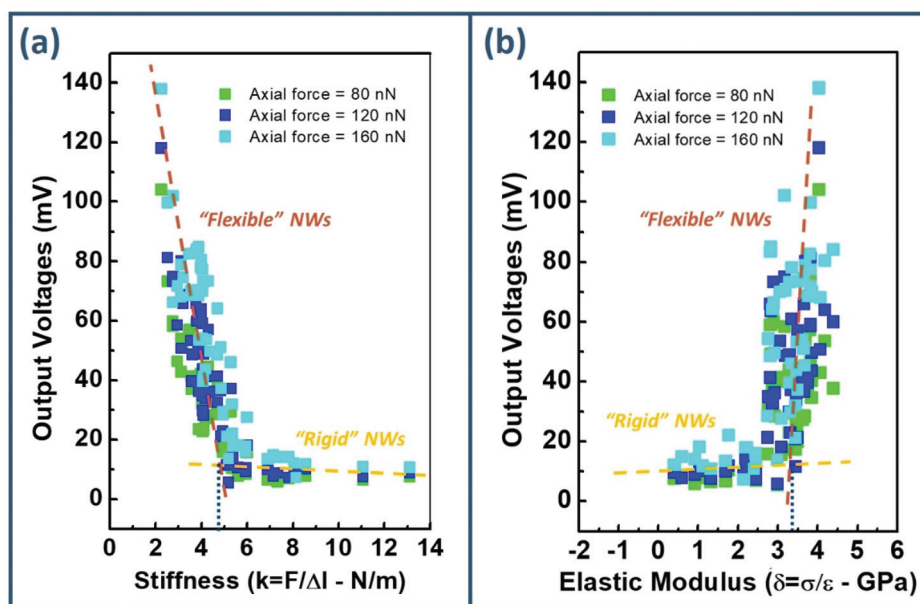 (a)
140
120
100
80
60
40
20
0
Output Voltages (mV)
Axial force = 80 nN
Axial force = 120 nN
Axial force = 160 nN
“Flexible” NWs
“Rigid” NWs
0 2 4 6 8 10 12 14
Stiffness (k=F/Δl - N/m)
(b)
140
120
100
80
60
40
20
0
Output Voltages (mV)
Axial force = 80 nN
Axial force = 120 nN
Axial force = 160 nN
“Flexible” NWs
“Rigid” NWs
-2 -1 0 1 2 3 4 5
Elastic Modulus (δ=σ/ε - GPa)